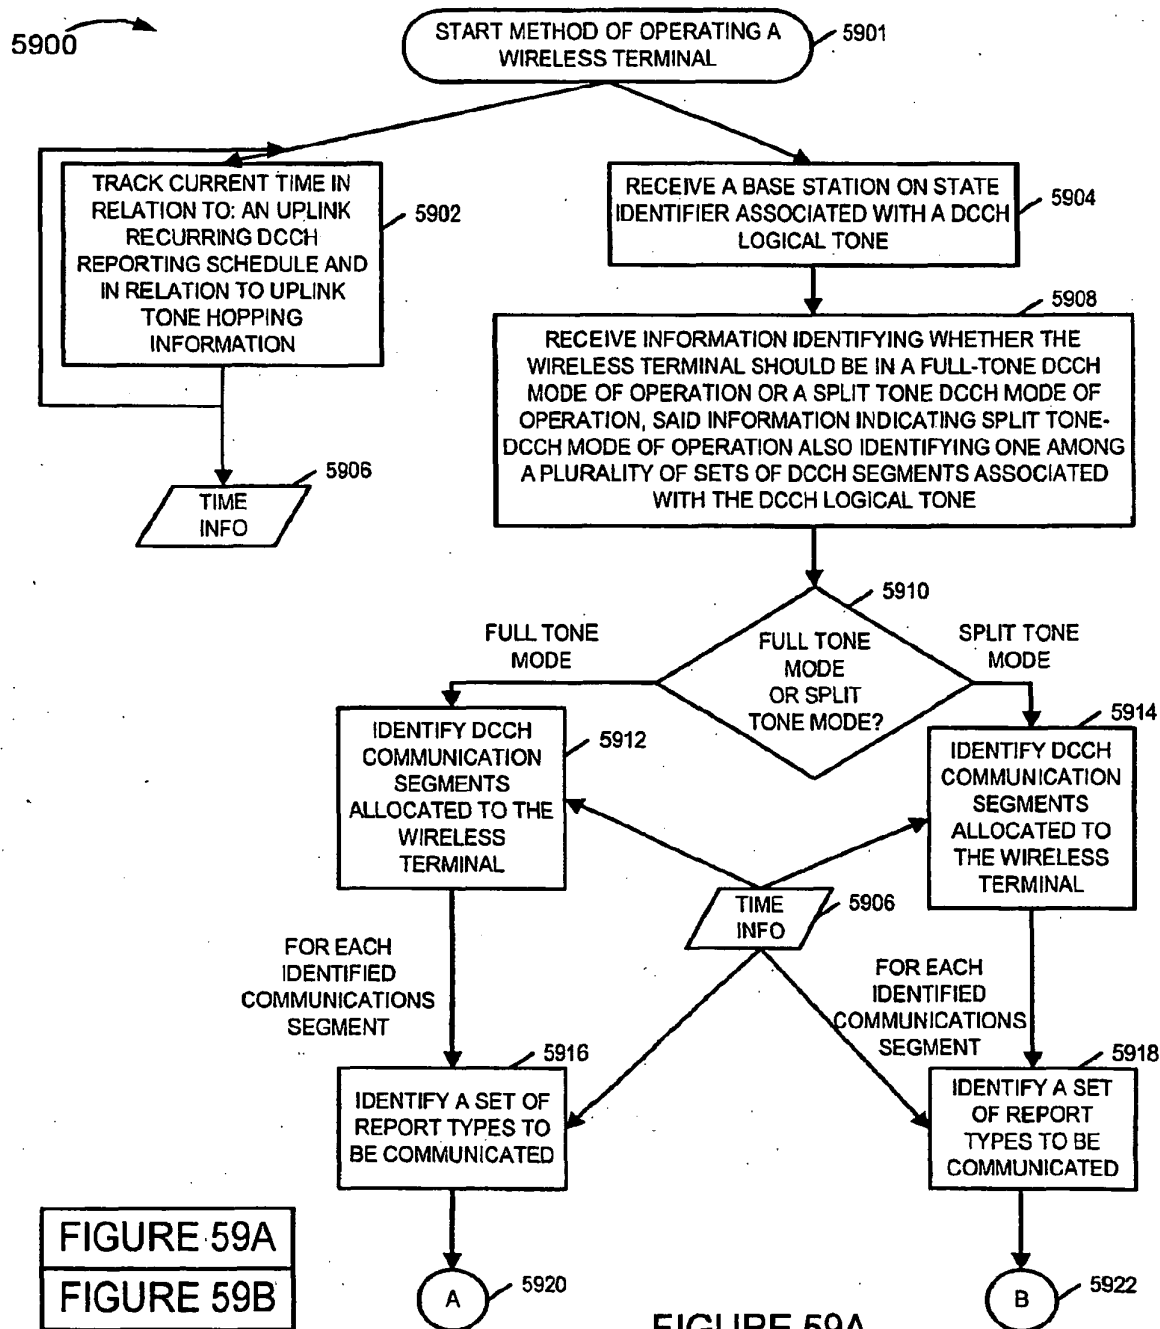 5900
START METHOD OF OPERATING A
WIRELESS TERMINAL
5901
TRACK CURRENT TIME IN
RELATION TO: AN UPLINK
RECURRING DCCH
REPORTING SCHEDULE AND
IN RELATION TO UPLINK
TONE HOPPING
INFORMATION
5902
RECEIVE A BASE STATION ON STATE
IDENTIFIER ASSOCIATED WITH A DCCH
LOGICAL TONE
5904
TIME
INFO
5906
5908
RECEIVE INFORMATION IDENTIFYING WHETHER THE
WIRELESS TERMINAL SHOULD BE IN A FULL-TONE DCCH
MODE OF OPERATION OR A SPLIT TONE DCCH MODE OF
OPERATION, SAID INFORMATION INDICATING SPLIT TONE-
DCCH MODE OF OPERATION ALSO IDENTIFYING ONE AMONG
A PLURALITY OF SETS OF DCCH SEGMENTS ASSOCIATED
WITH THE DCCH LOGICAL TONE
5910
FULL TONE
MODE
OR SPLIT
TONE MODE?
FULL TONE
MODE
SPLIT TONE
MODE
IDENTIFY DCCH
COMMUNICATION
SEGMENTS
ALLOCATED TO THE
WIRELESS
TERMINAL
5912
5914
IDENTIFY DCCH
COMMUNICATION
SEGMENTS
ALLOCATED TO
THE WIRELESS
TERMINAL
TIME
INFO
5906
FOR EACH
IDENTIFIED
COMMUNICATIONS
SEGMENT
FOR EACH
IDENTIFIED
COMMUNICATIONS
SEGMENT
5916
IDENTIFY A SET OF
REPORT TYPES TO
BE COMMUNICATED
5918
IDENTIFY A SET
OF REPORT
TYPES TO BE
COMMUNICATED
FIGURE 59A
FIGURE 59B
A
5920
B
5922
FIGURE 59A